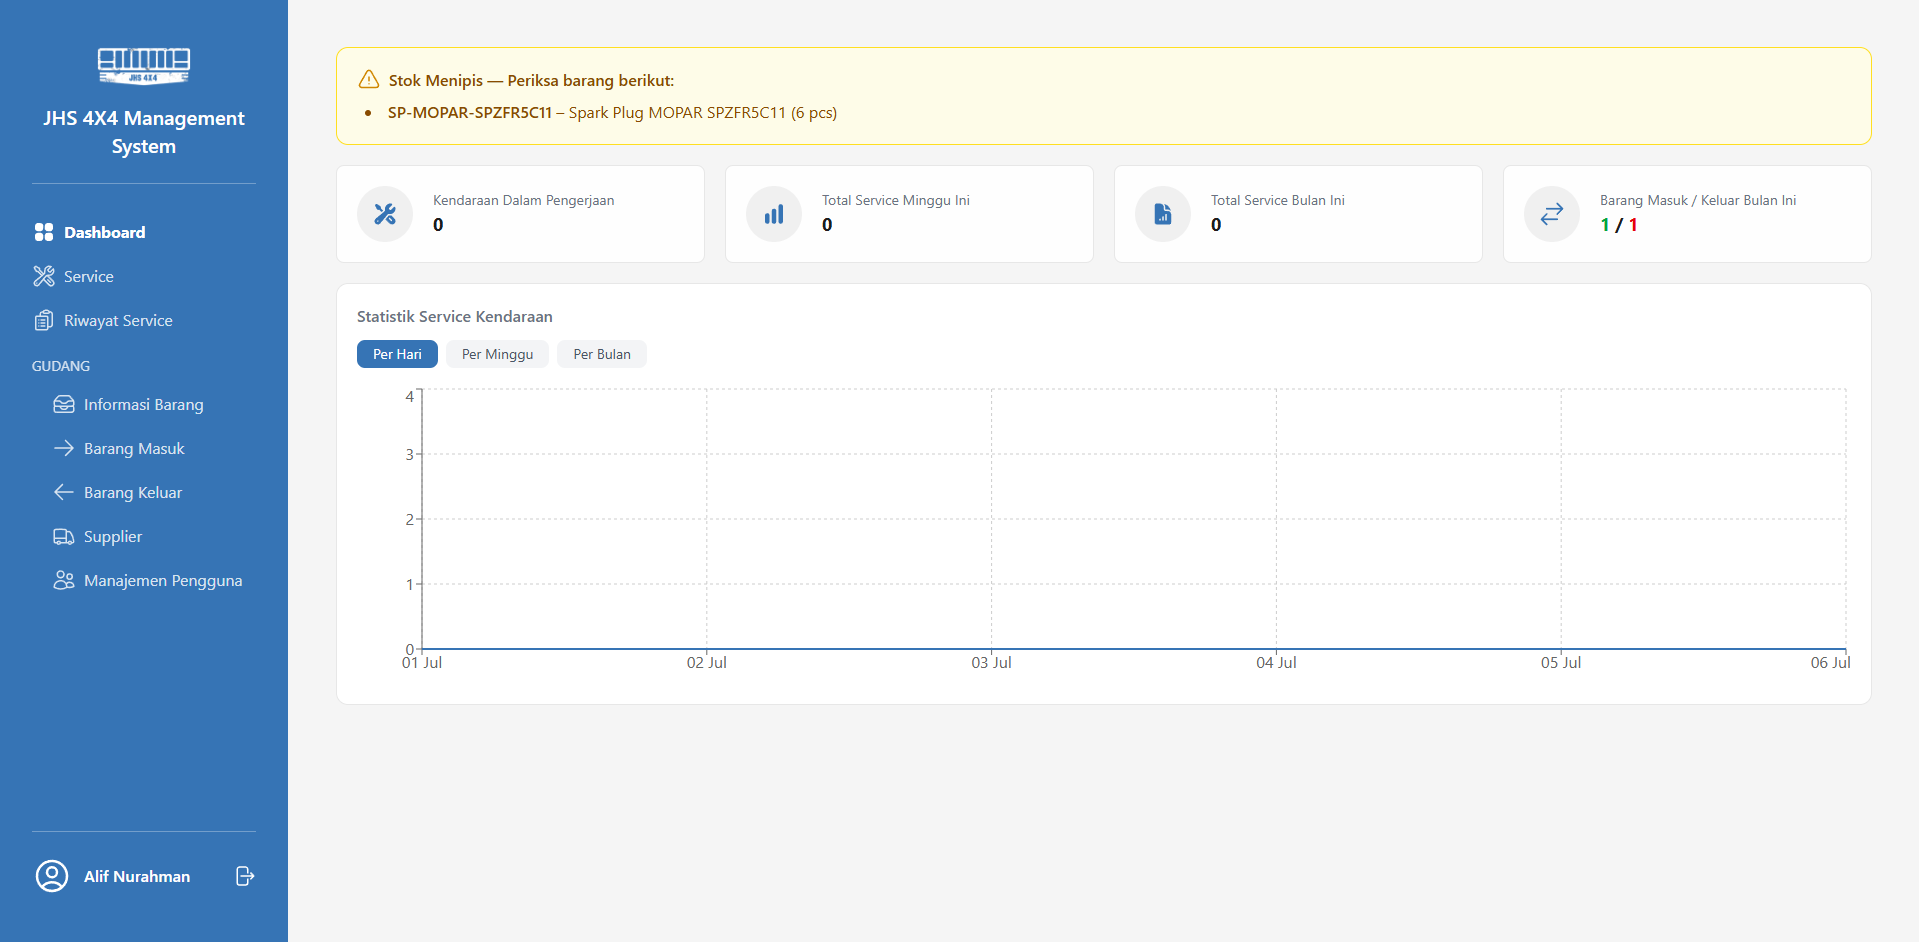 JHS 4X4
JHS 4X4 Management
System
Dashboard
Service
Riwayat Service
GUDANG
Informasi Barang
Barang Masuk
Barang Keluar
Supplier
Manajemen Pengguna
Alif Nurahman
Stok Menipis — Periksa barang berikut:
• SP-MOPAR-SPZFR5C11 – Spark Plug MOPAR SPZFR5C11 (6 pcs)
Kendaraan Dalam Pengerjaan
0
Total Service Minggu Ini
0
Total Service Bulan Ini
0
Barang Masuk / Keluar Bulan Ini
1 / 1
Statistik Service Kendaraan
Per Hari Per Minggu Per Bulan
4
3
2
1
0
01 Jul 02 Jul 03 Jul 04 Jul 05 Jul 06 Jul